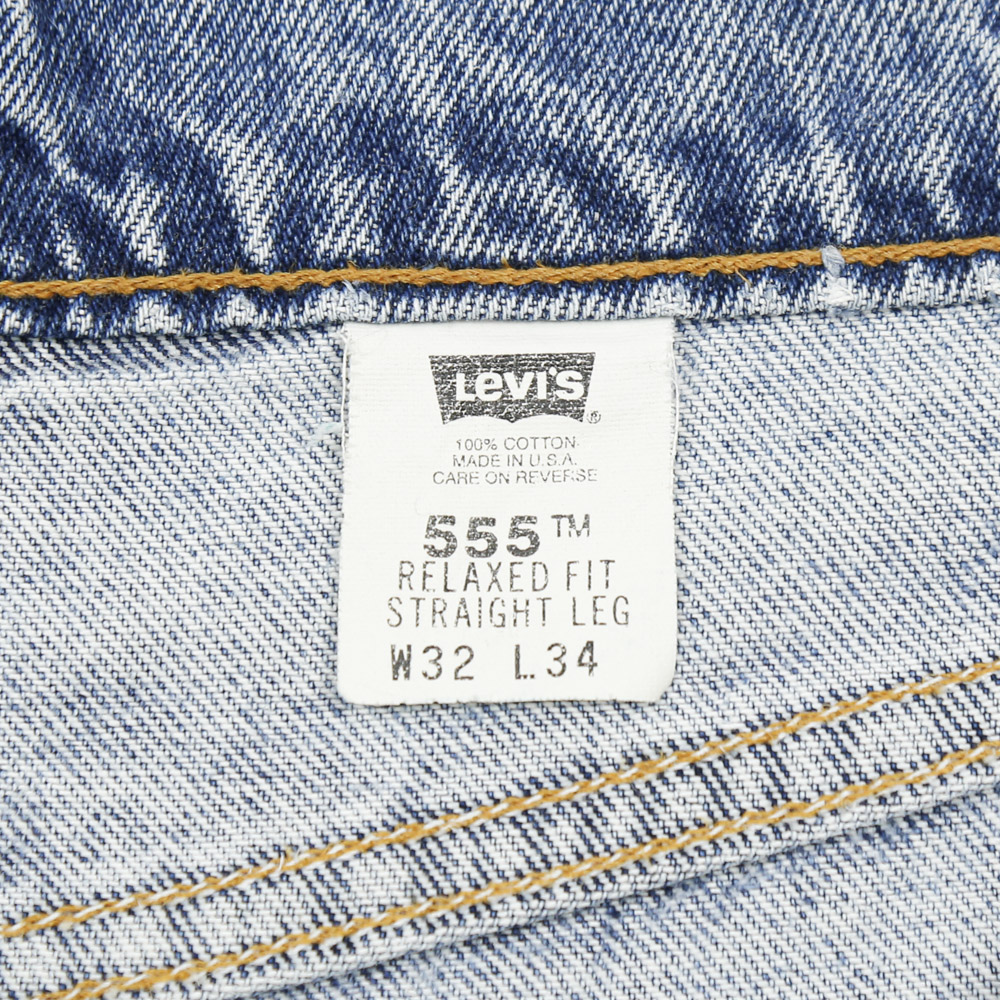 Levi's ®
100% COTTON
MADE IN U.S.A.
CARE ON REVERSE
555™
RELAXED FIT
STRAIGHT LEG
W32 L34